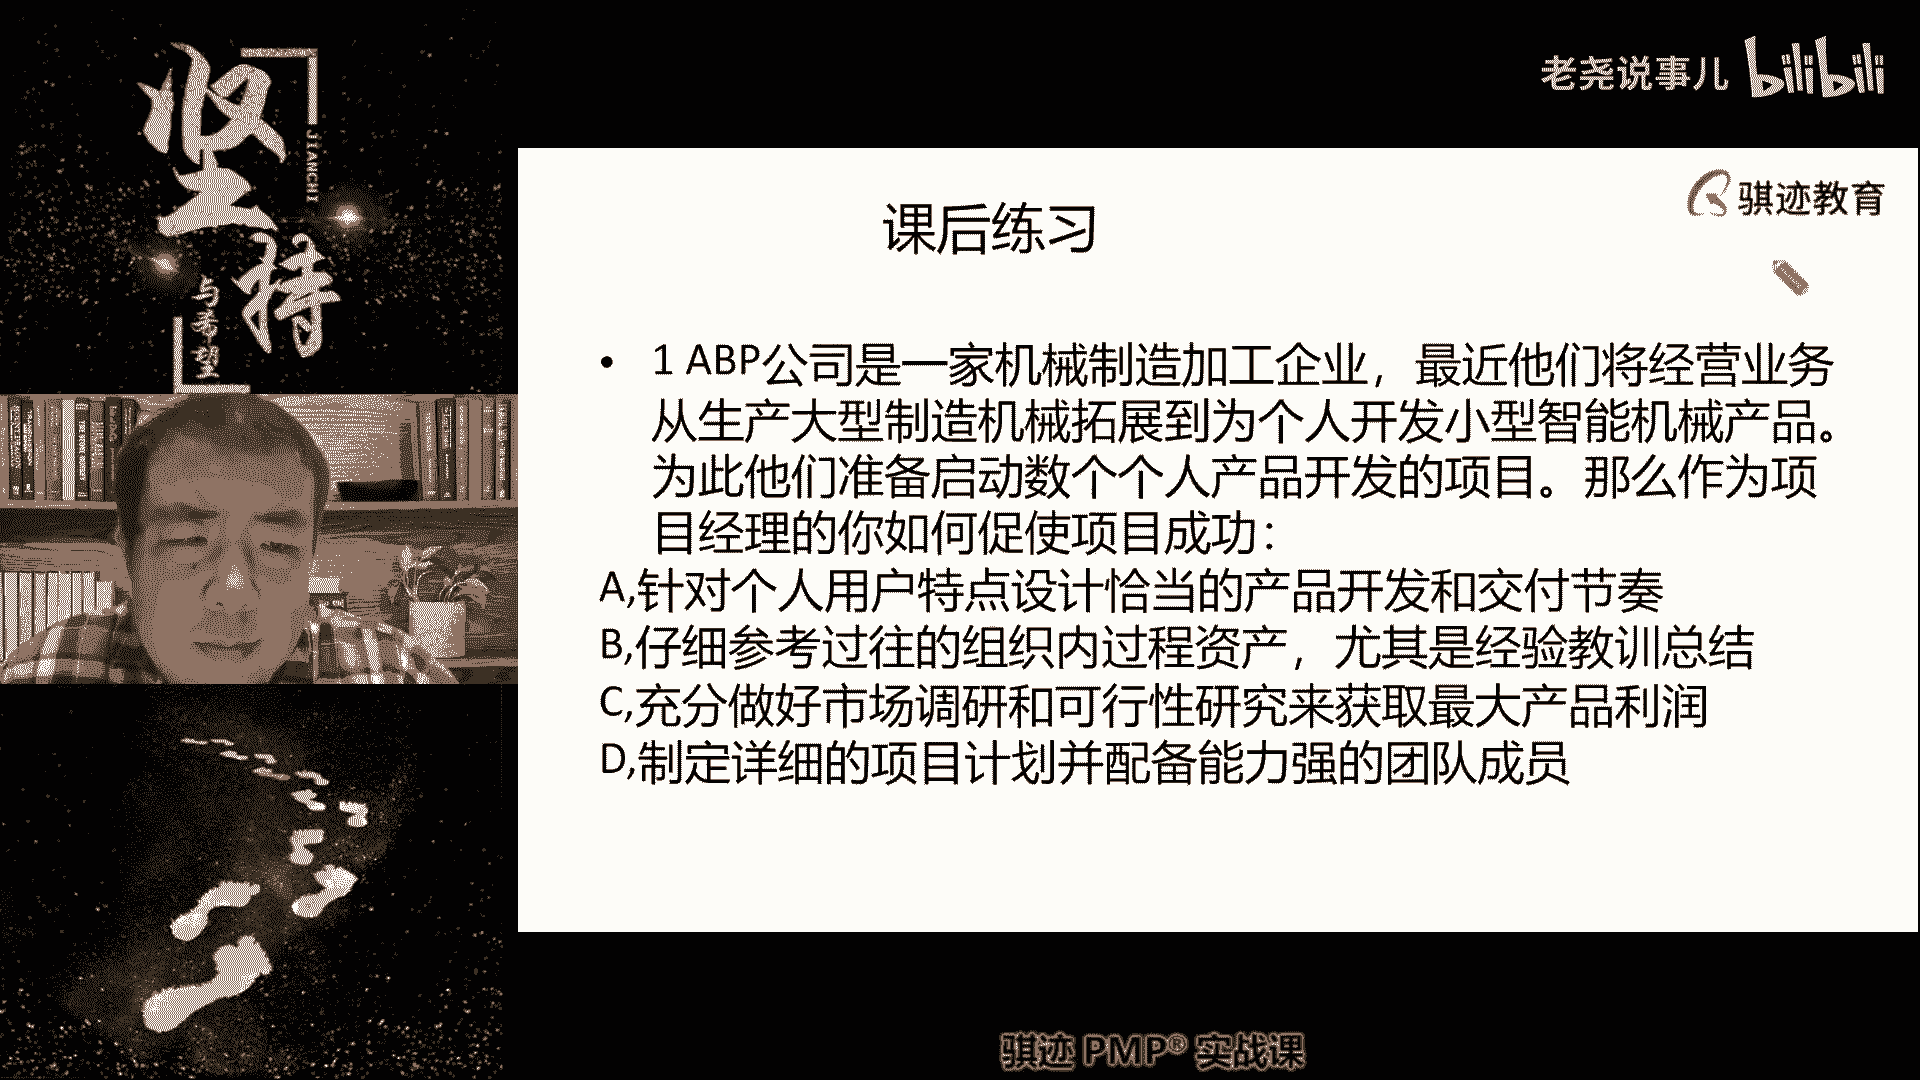 坚持
JIANCHI
与希望
老尧说事儿 bilibili
骐迹教育
课后练习
• 1 ABP公司是一家机械制造加工企业，最近他们将经营业务
从生产大型制造机械拓展到为个人开发小型智能机械产品。
为此他们准备启动数个个人产品开发的项目。那么作为项
目经理的你如何促使项目成功：
A,针对个人用户特点设计恰当的产品开发和交付节奏
B,仔细参考过往的组织内过程资产，尤其是经验教训总结
C,充分做好市场调研和可行性研究来获取最大产品利润
D,制定详细的项目计划并配备能力强的团队成员
骐迹 PMP® 实战课